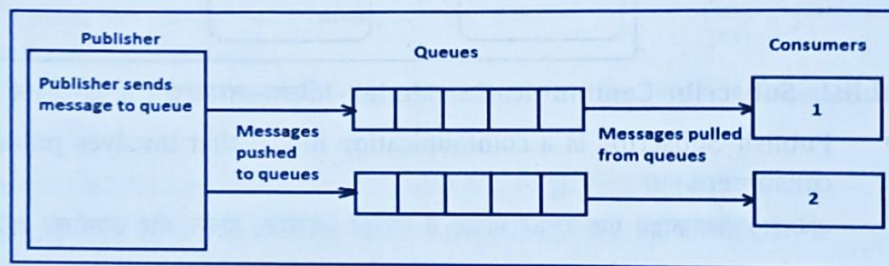 Publisher
Queues
Consumers
Publisher sends
message to queue
1
Messages
pushed
to queues
Messages pulled
from queues
2